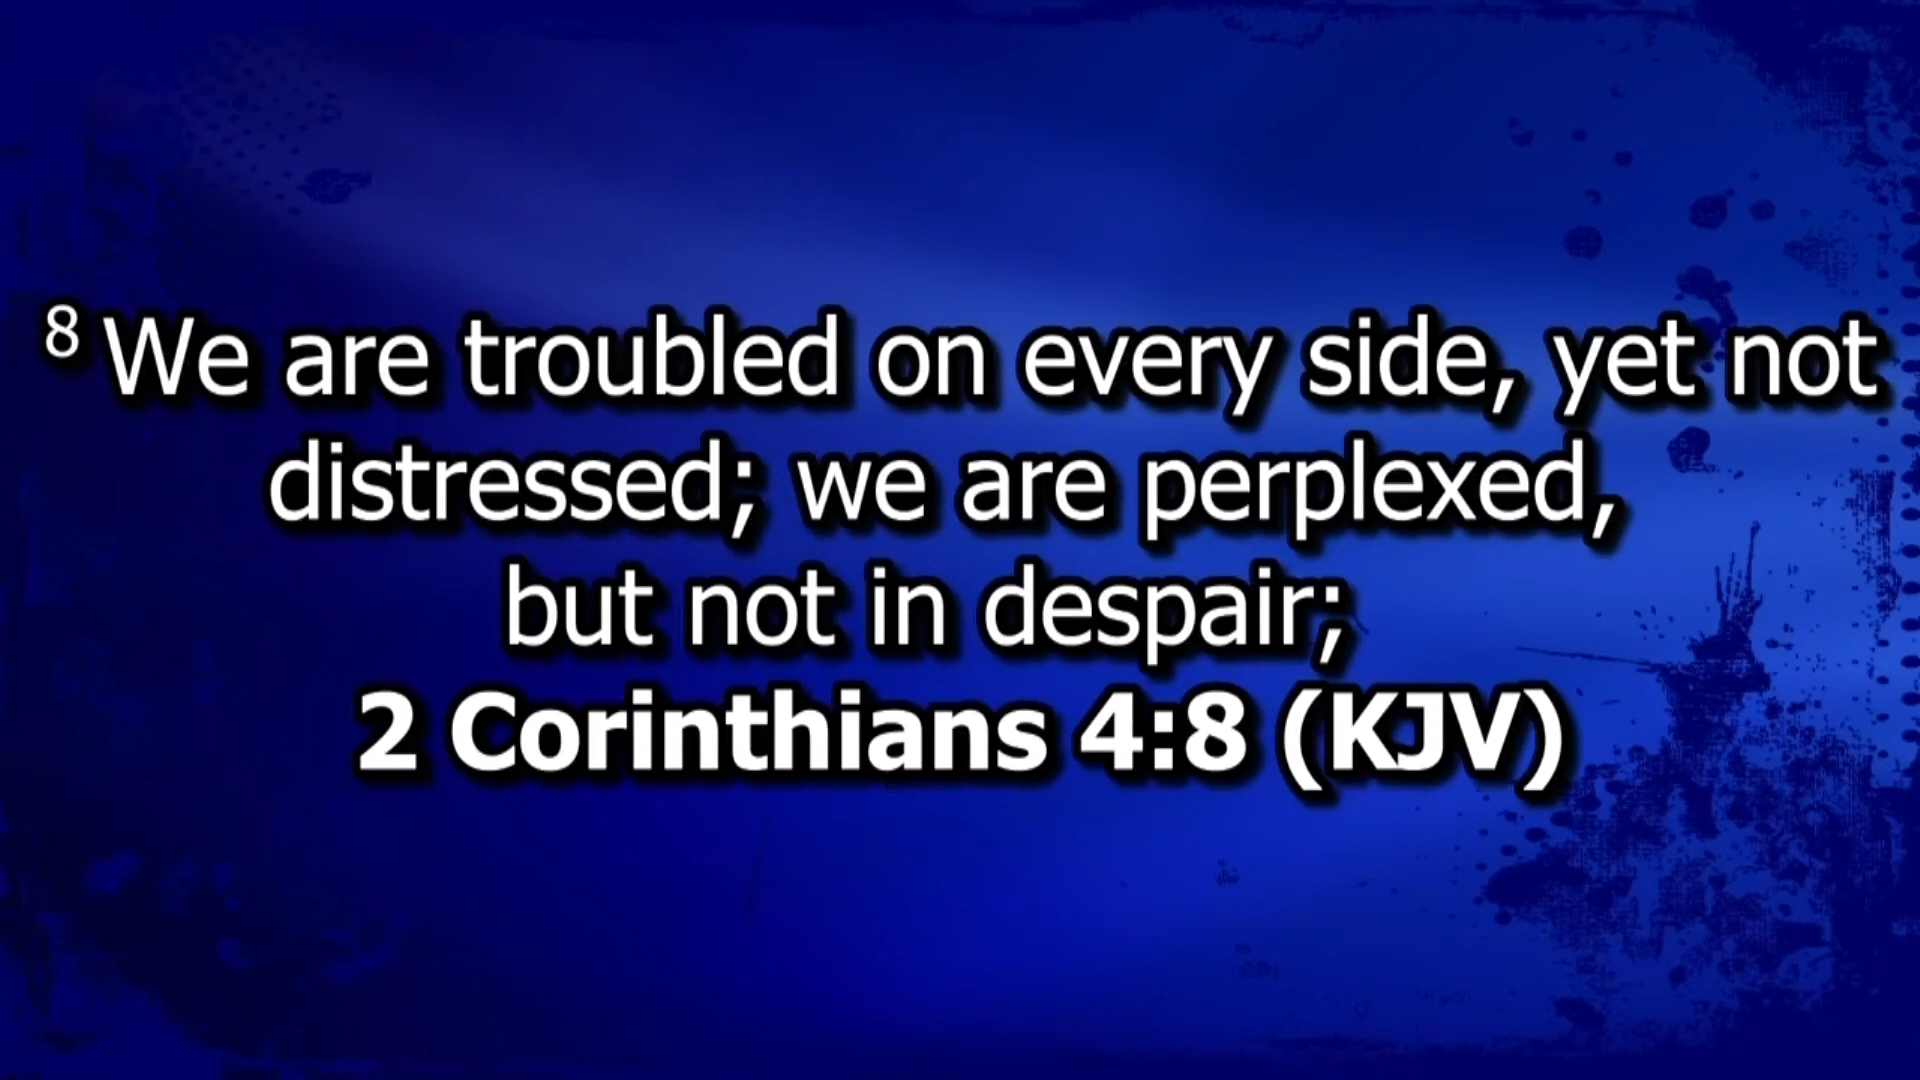 8 We are troubled on every side, yet not
distressed; we are perplexed,
but not in despair;
2 Corinthians 4:8 (KJV)